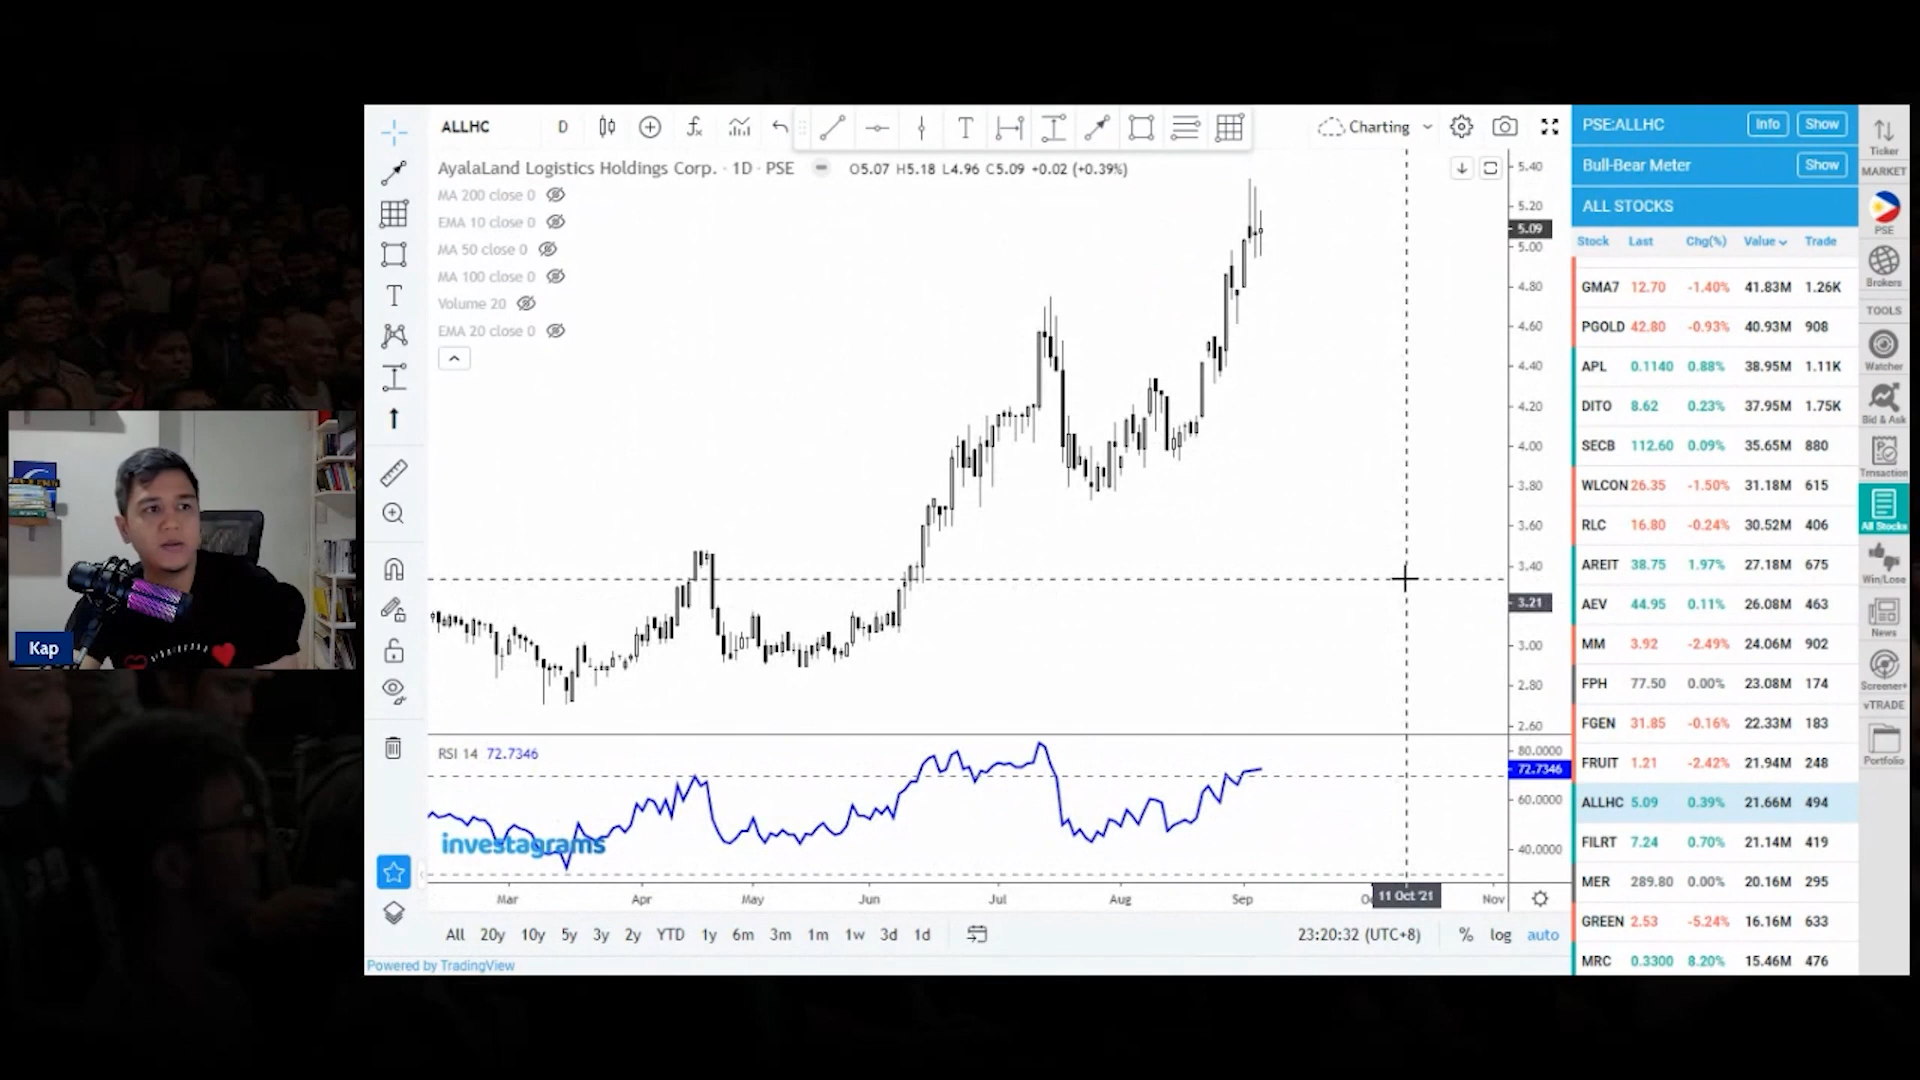 ALLHC D Charting
AyalaLand Logistics Holdings Corp. · 1D · PSE O5.07 H5.18 L4.96 C5.09 +0.02 (+0.39%)
MA 200 close 0
EMA 10 close 0
MA 50 close 0
MA 100 close 0
Volume 20
EMA 20 close 0
5.40
5.20
5.09
5.00
4.80
4.60
4.40
4.20
4.00
3.80
3.60
3.40
3.21
3.00
2.80
2.60
RSI 14 72.7346
80.0000
72.7346
60.0000
40.0000
investagrams
Mar Apr May Jun Jul Aug Sep 11 Oct '21 Nov
All 20y 10y 5y 3y 2y YTD 1y 6m 3m 1m 1w 3d 1d 23:20:32 (UTC+8) % log auto
Powered by TradingView
Kap
PSE:ALLHC Info Show
Bull-Bear Meter Show
ALL STOCKS
Stock Last Chg(%) Value Trade
GMA7 12.70 -1.40% 41.83M 1.26K
PGOLD 42.80 -0.93% 40.93M 908
APL 0.1140 0.88% 38.95M 1.11K
DITO 8.62 0.23% 37.95M 1.75K
SECB 112.60 0.09% 35.65M 880
WLCON 26.35 -1.50% 31.18M 615
RLC 16.80 -0.24% 30.52M 406
AREIT 38.75 1.97% 27.18M 675
AEV 44.95 0.11% 26.08M 463
MM 3.92 -2.49% 24.06M 902
FPH 77.50 0.00% 23.08M 174
FGEN 31.85 -0.16% 22.33M 183
FRUIT 1.21 -2.42% 21.94M 248
ALLHC 5.09 0.39% 21.66M 494
FILRT 7.24 0.70% 21.14M 419
MER 289.80 0.00% 20.16M 295
GREEN 2.53 -5.24% 16.16M 633
MRC 0.3300 8.20% 15.46M 476
Ticker
MARKET
PSE
Brokers
TOOLS
Watcher
Bid & Ask
Trnsaction
All Stocks
Win/Lose
News
Screener+
vTRADE
Portfolio